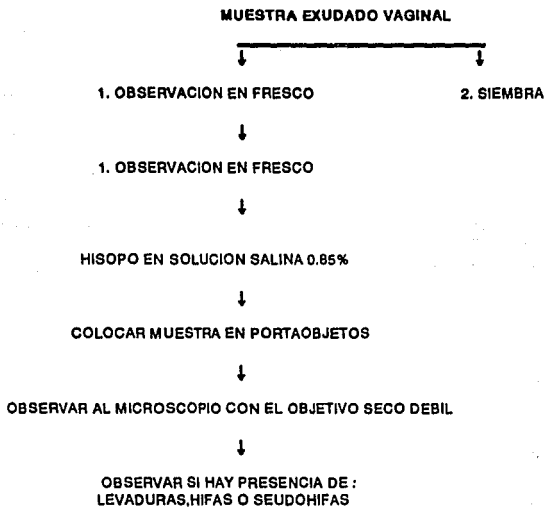 MUESTRA EXUDADO VAGINAL
1. OBSERVACION EN FRESCO
2. SIEMBRA
1. OBSERVACION EN FRESCO
HISOPO EN SOLUCION SALINA 0.85%
COLOCAR MUESTRA EN PORTAOBJETOS
OBSERVAR AL MICROSCOPIO CON EL OBJETIVO SECO DEBIL
OBSERVAR SI HAY PRESENCIA DE :
LEVADURAS,HIFAS O SEUDOHIFAS